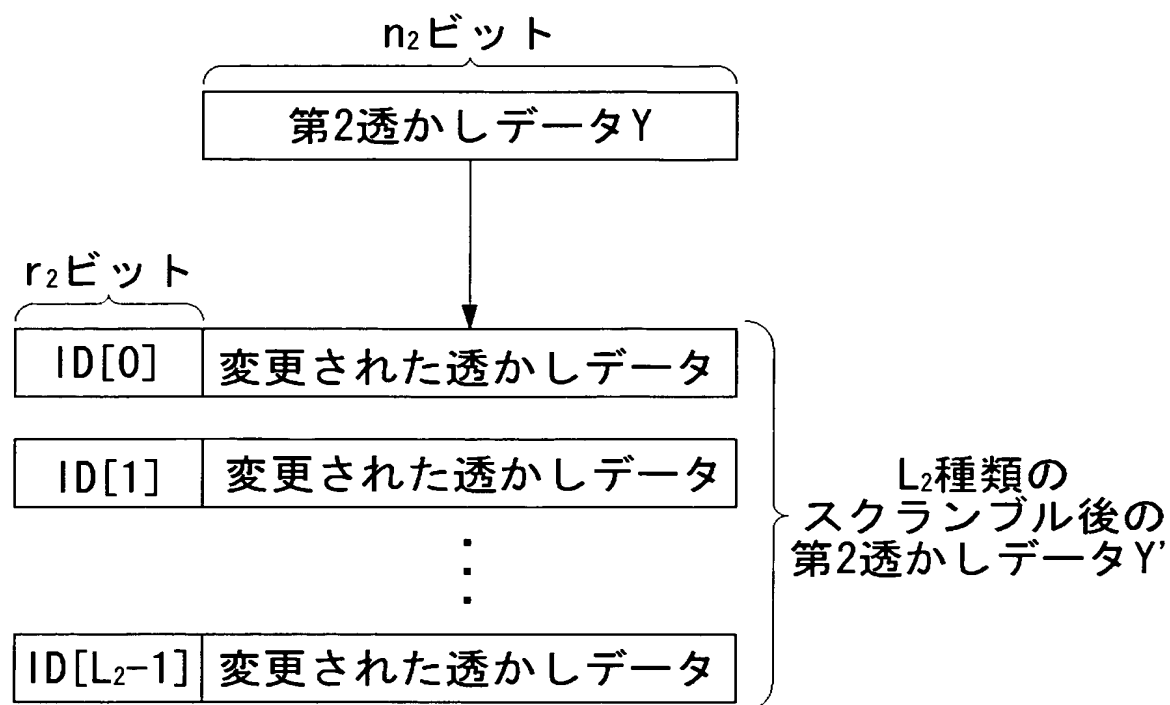 n₂ビット
第2透かしデータY
r₂ビット
ID[0] 変更された透かしデータ
ID[1] 変更された透かしデータ
ID[L₂-1] 変更された透かしデータ
L₂種類の
スクランブル後の
第2透かしデータY'